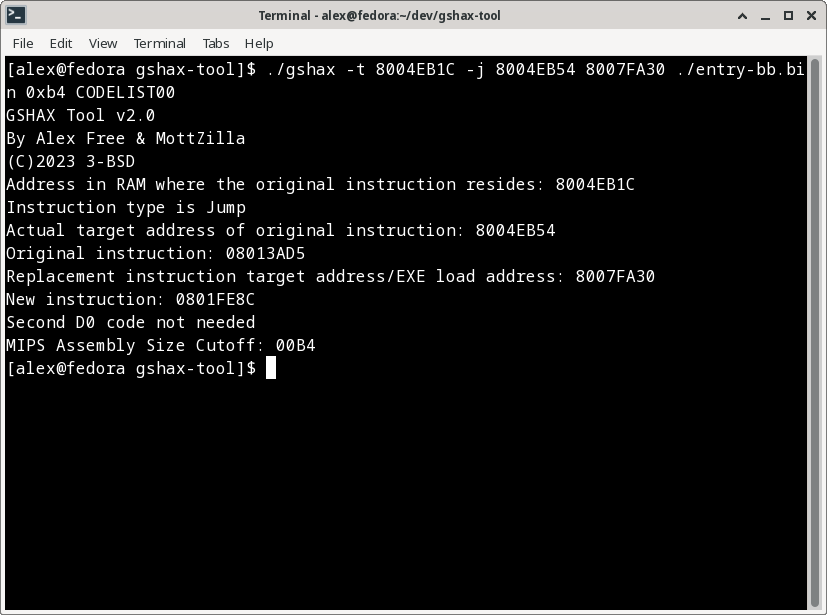 Terminal - alex@fedora:~/dev/gshax-tool
File Edit View Terminal Tabs Help
[alex@fedora gshax-tool]$ ./gshax -t 8004EB1C -j 8004EB54 8007FA30 ./entry-bb.bi
n 0xb4 CODELIST00
GSHAX Tool v2.0
By Alex Free & MottZilla
(C)2023 3-BSD
Address in RAM where the original instruction resides: 8004EB1C
Instruction type is Jump
Actual target address of original instruction: 8004EB54
Original instruction: 08013AD5
Replacement instruction target address/EXE load address: 8007FA30
New instruction: 0801FE8C
Second D0 code not needed
MIPS Assembly Size Cutoff: 00B4
[alex@fedora gshax-tool]$